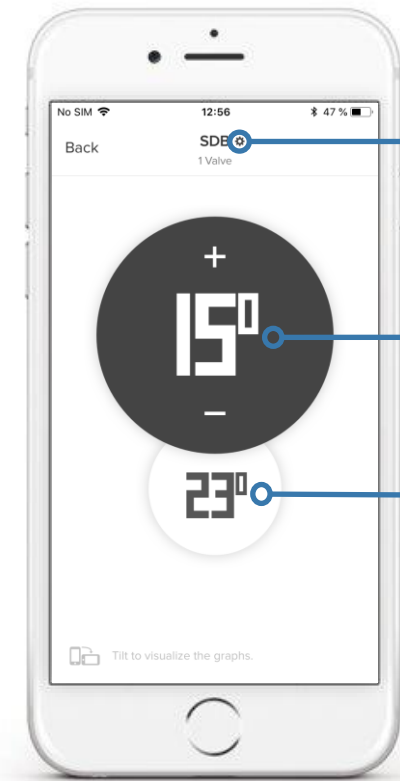 No SIM 12:56 47 %
Back SDB
1 Valve
+
15°
−
23°
Tilt to visualize the graphs.